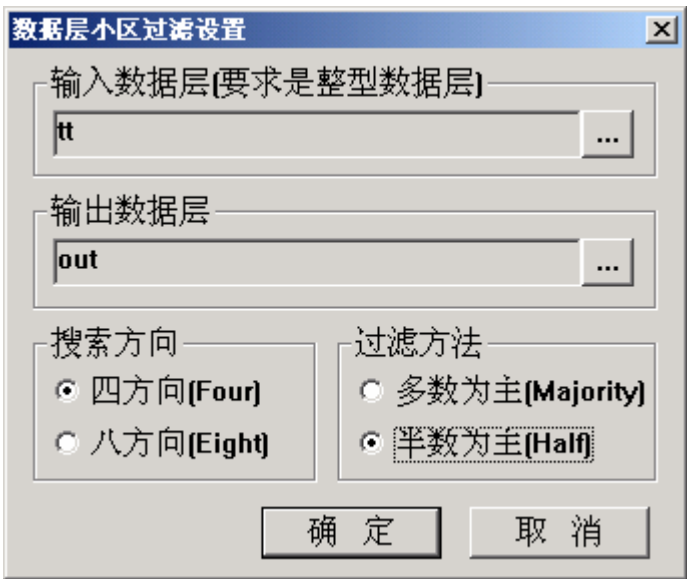 数据层小区过滤设置
输入数据层(要求是整型数据层)
tt
...
输出数据层
out
...
搜索方向
四方向(Four)
八方向(Eight)
过滤方法
多数为主(Majority)
半数为主(Half)
确 定
取 消